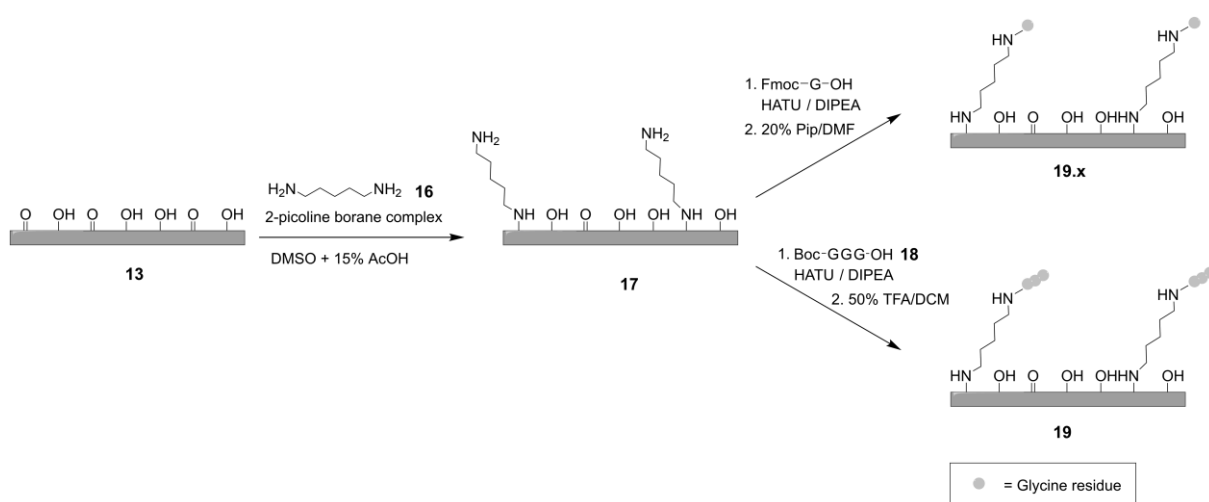 O OH O OH OH O OH
13
H₂N NH₂ 16
2-picoline borane complex
DMSO + 15% AcOH
NH₂ NH₂
NH OH O OH OH NH OH
17
1. Fmoc-G-OH
HATU / DIPEA
2. 20% Pip/DMF
1. Boc-GGG-OH 18
HATU / DIPEA
2. 50% TFA/DCM
HN HN
HN OH O OH OHHN OH
19.x
HN HN
HN OH O OH OHHN OH
19
= Glycine residue